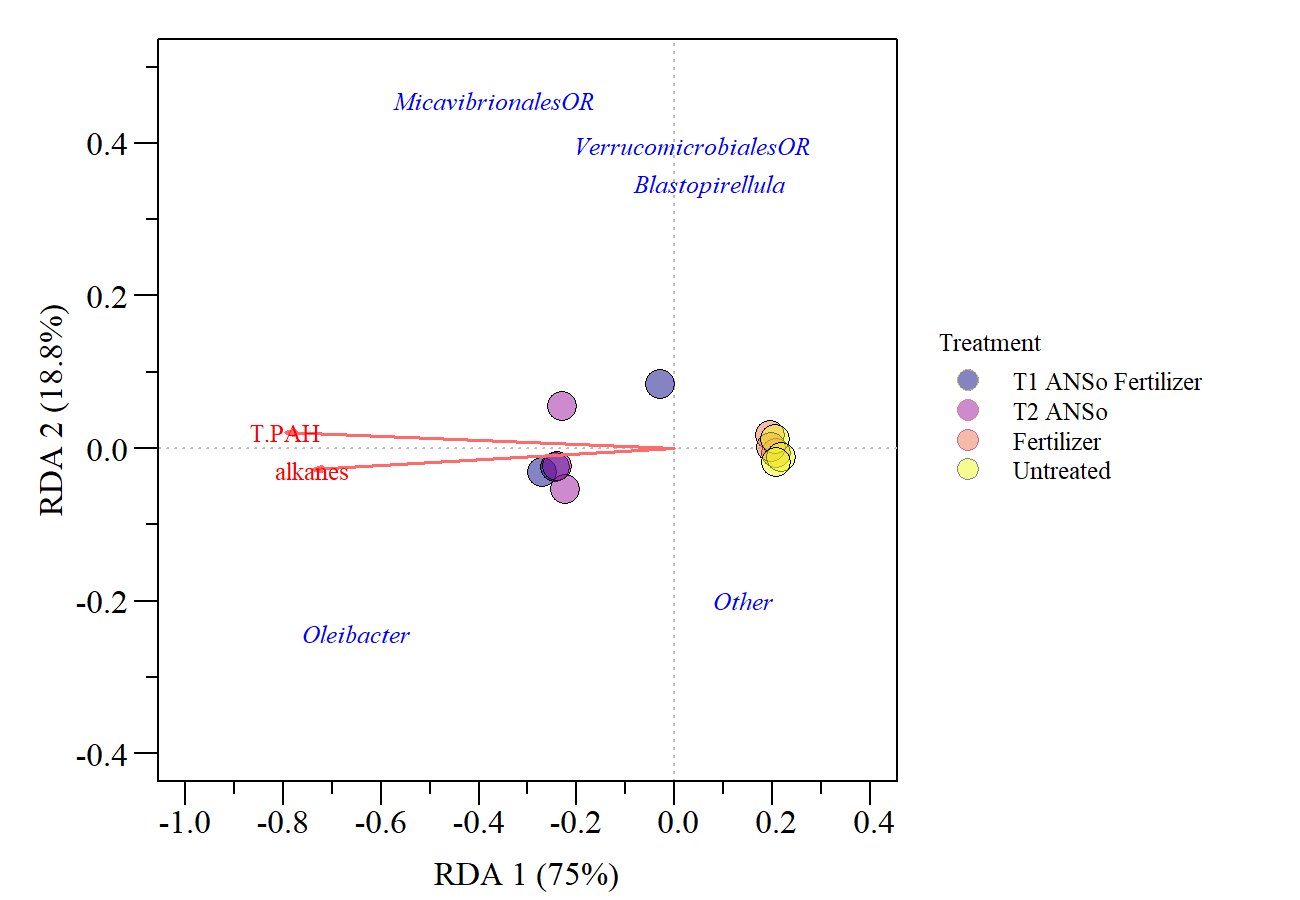 MicavibrionalesOR
VerrucomicrobialesOR
Blastopirellula
T.PAH
alkanes
Other
Oleibacter
0.4
0.2
0.0
-0.2
-0.4
RDA 2 (18.8%)
-1.0 -0.8 -0.6 -0.4 -0.2 0.0 0.2 0.4
RDA 1 (75%)
Treatment
T1 ANSo Fertilizer
T2 ANSo
Fertilizer
Untreated